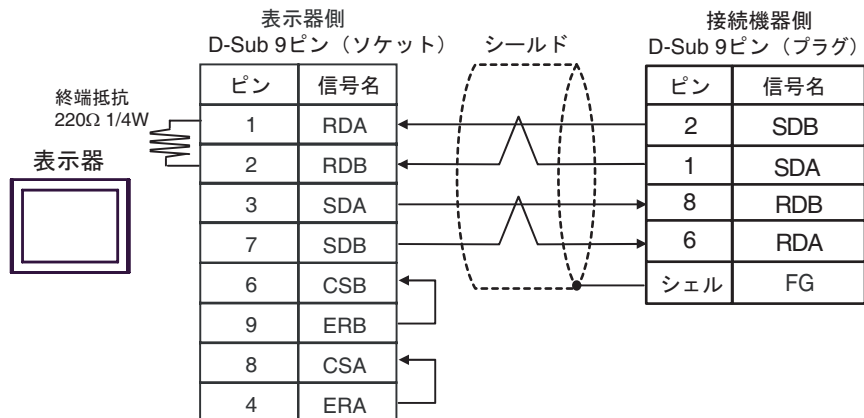 表示器側
D-Sub 9ピン（ソケット）
シールド
接続機器側
D-Sub 9ピン（プラグ）
終端抵抗
220Ω 1/4W
表示器
ピン 信号名
1 RDA
2 RDB
3 SDA
7 SDB
6 CSB
9 ERB
8 CSA
4 ERA
ピン 信号名
2 SDB
1 SDA
8 RDB
6 RDA
シェル FG